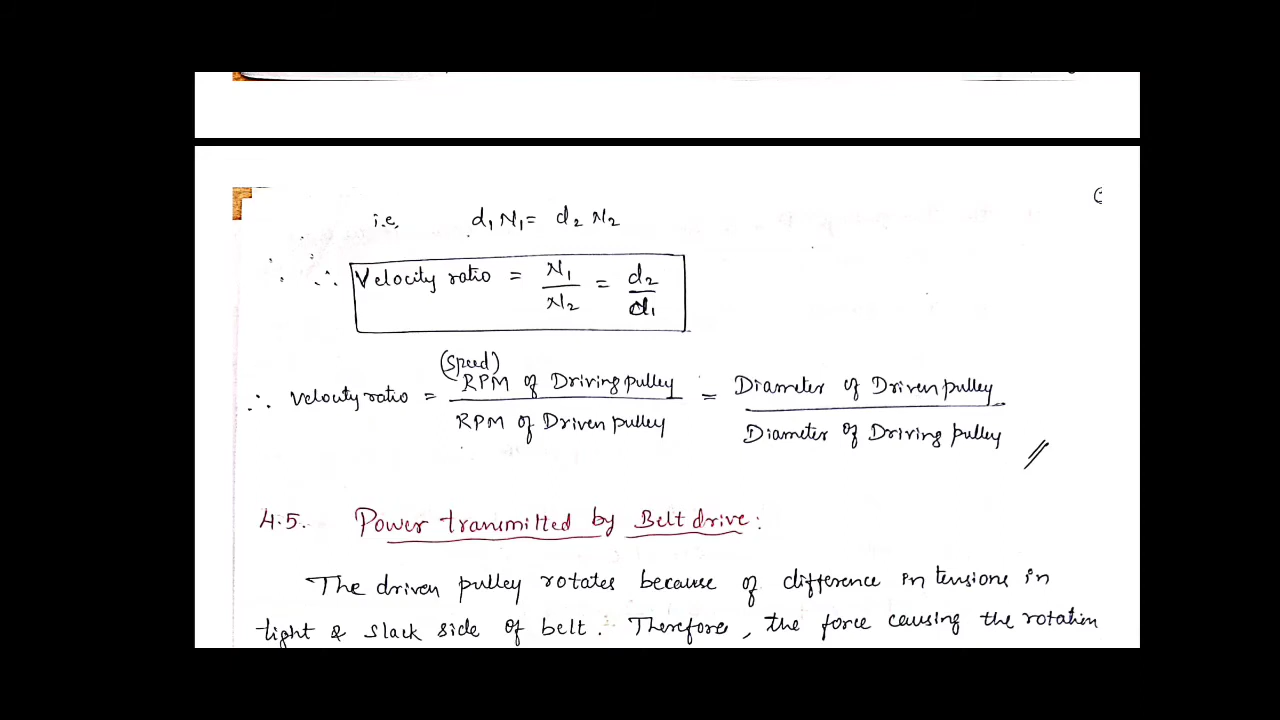 i.e, d₁N₁ = d₂N₂
∴ Velocity ratio = N₁/N₂ = d₂/d₁
(Speed)
∴ Velocity ratio = RPM of Driving pulley / RPM of Driven pulley = Diameter of Driven pulley / Diameter of Driving pulley
4.5. Power transmitted by Belt drive:
The driven pulley rotates because of difference in tensions in
tight & slack side of belt. Therefore, the force causing the rotation